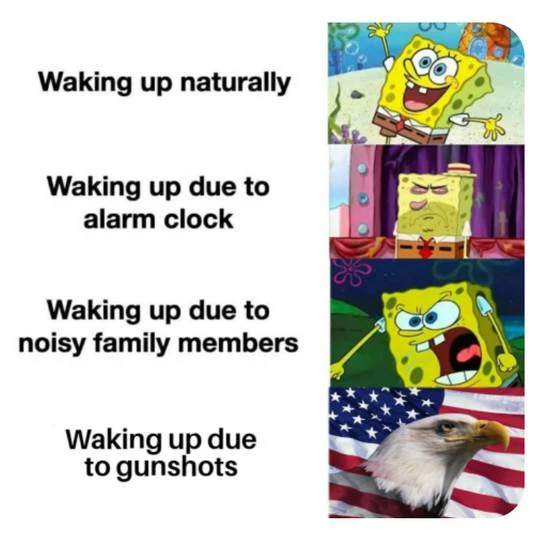 Waking up naturally
Waking up due to
alarm clock
Waking up due to
noisy family members
Waking up due
to gunshots